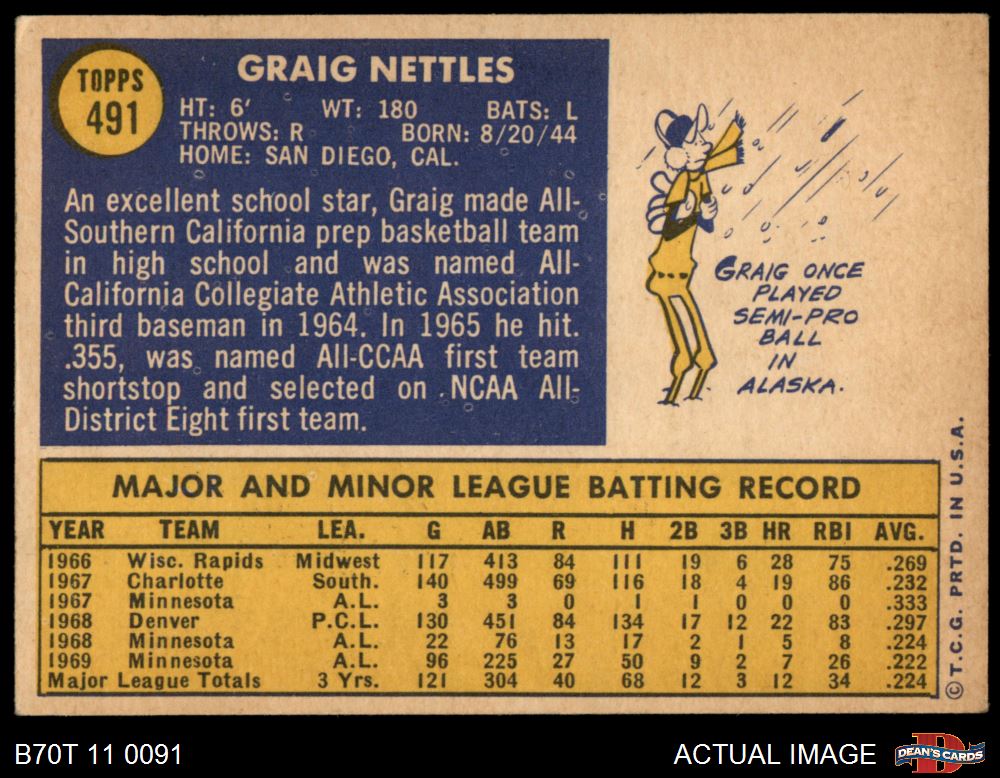 TOPPS
491
GRAIG NETTLES
HT: 6' WT: 180 BATS: L
THROWS: R BORN: 8/20/44
HOME: SAN DIEGO, CAL.
An excellent school star, Graig made All-
Southern California prep basketball team
in high school and was named All-
California Collegiate Athletic Association
third baseman in 1964. In 1965 he hit.
.355, was named All-CCAA first team
shortstop and selected on NCAA All-
District Eight first team.
GRAIG ONCE
PLAYED
SEMI-PRO
BALL
IN
ALASKA.
MAJOR AND MINOR LEAGUE BATTING RECORD
YEAR TEAM LEA. G AB R H 2B 3B HR RBI AVG.
1966 Wisc. Rapids Midwest 117 413 84 111 19 6 28 75 .269
1967 Charlotte South. 140 499 69 116 18 4 19 86 .232
1967 Minnesota A.L. 3 3 0 1 1 0 0 0 .333
1968 Denver P.C.L. 130 451 84 134 17 12 22 83 .297
1968 Minnesota A.L. 22 76 13 17 2 1 5 8 .224
1969 Minnesota A.L. 96 225 27 50 9 2 7 26 .222
Major League Totals 3 Yrs. 121 304 40 68 12 3 12 34 .224
© T.C.G. PRTD. IN U.S.A.
B70T 11 0091
ACTUAL IMAGE
D
DEAN'S CARDS